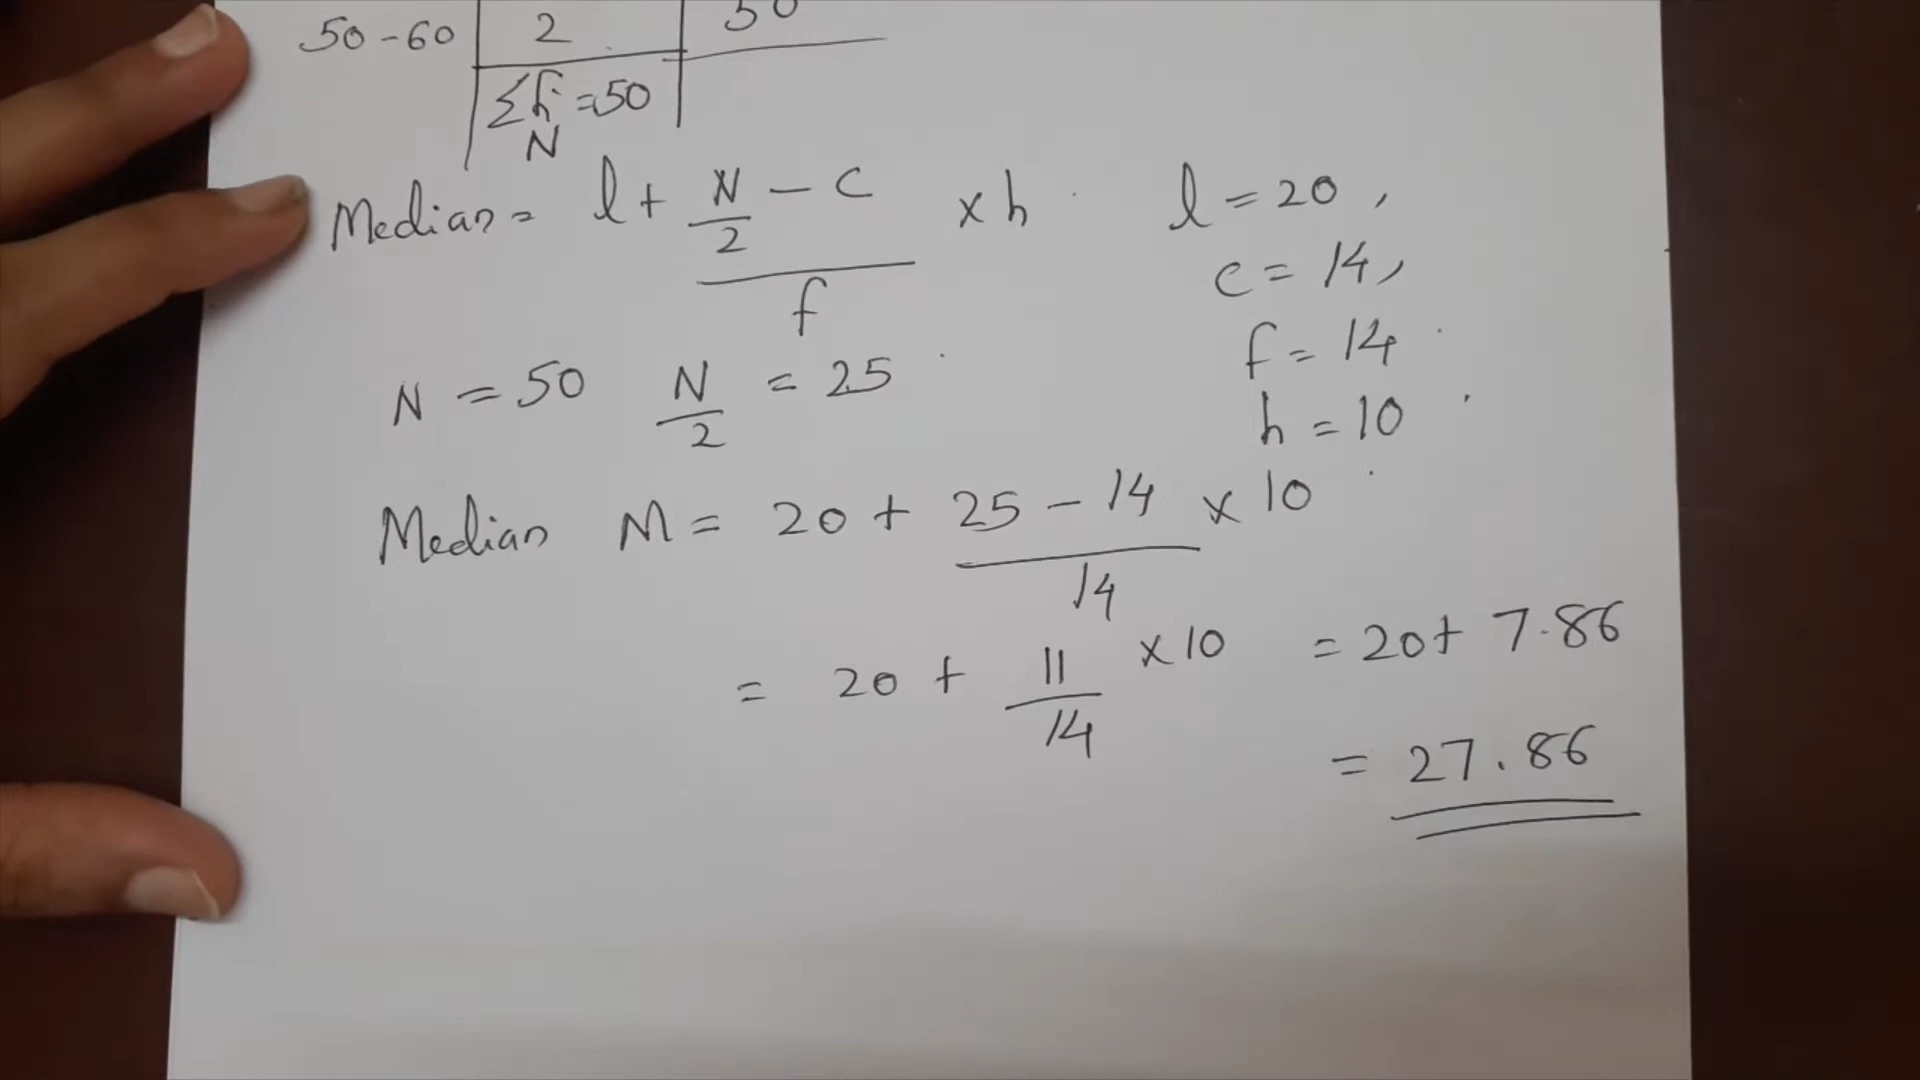 50-60 2 50
Σfi = 50
N
Median = l + N/2 - c / f × h
l = 20,
c = 14,
f = 14
h = 10
N = 50 N/2 = 25
Median M = 20 + 25 - 14 / 14 × 10
= 20 + 11/14 × 10 = 20 + 7.86
= 27.86